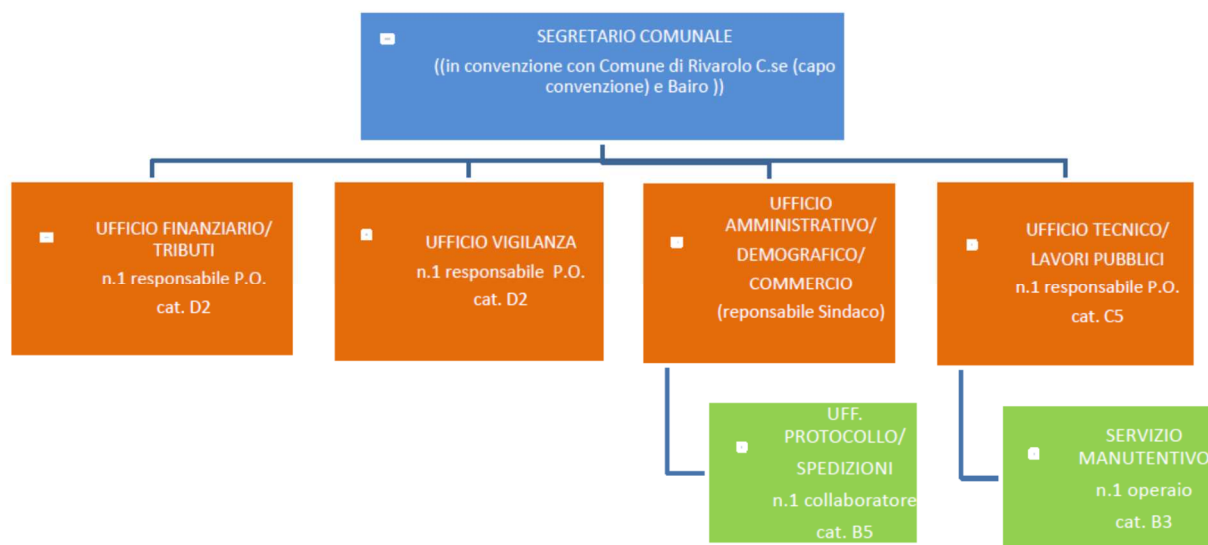 SEGRETARIO COMUNALE
((in convenzione con Comune di Rivarolo C.se (capo
convenzione) e Bairo ))
UFFICIO FINANZIARIO/
TRIBUTI
n.1 responsabile P.O.
cat. D2
UFFICIO VIGILANZA
n.1 responsabile P.O.
cat. D2
UFFICIO
AMMINISTRATIVO/
DEMOGRAFICO/
COMMERCIO
(reponsabile Sindaco)
UFFICIO TECNICO/
LAVORI PUBBLICI
n.1 responsabile P.O.
cat. C5
UFF.
PROTOCOLLO/
SPEDIZIONI
n.1 collaboratore
cat. B5
SERVIZIO
MANUTENTIVO
n.1 operaio
cat. B3